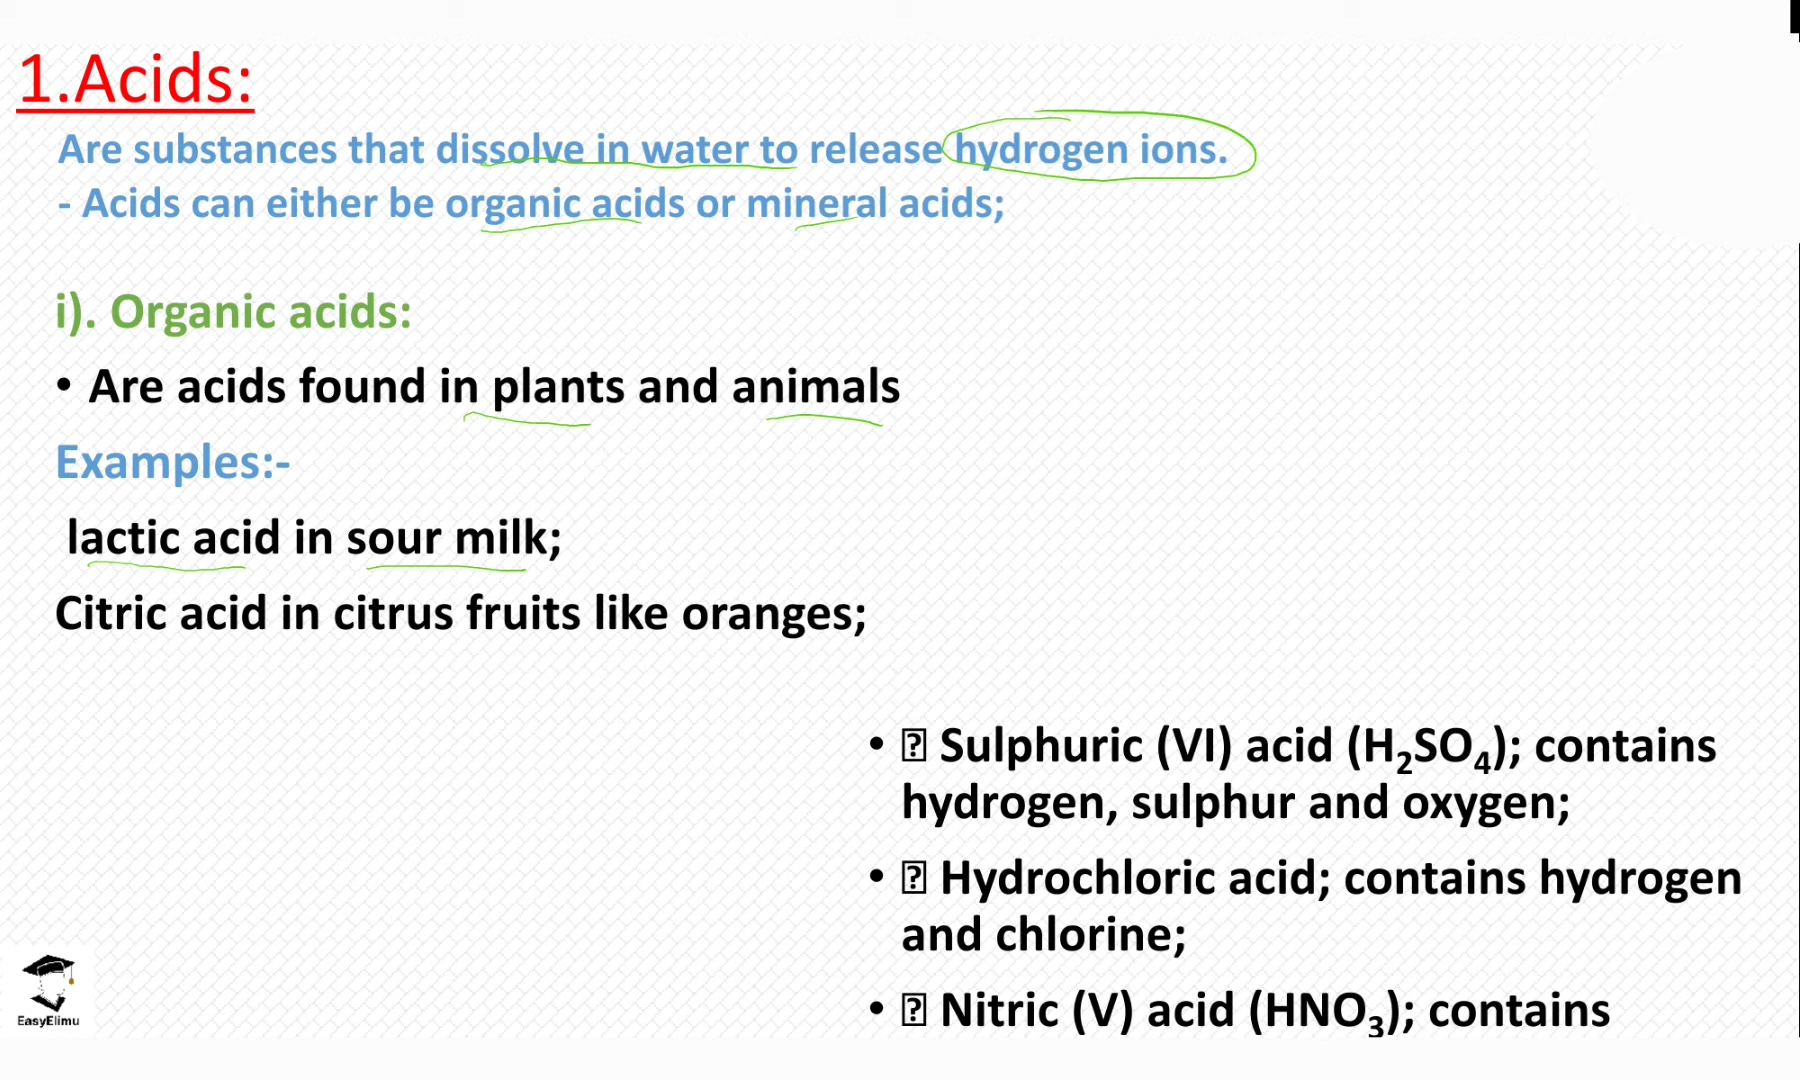 1.Acids:
Are substances that dissolve in water to release hydrogen ions.
- Acids can either be organic acids or mineral acids;
i). Organic acids:
• Are acids found in plants and animals
Examples:-
lactic acid in sour milk;
Citric acid in citrus fruits like oranges;
• Sulphuric (VI) acid (H₂SO₄); contains
hydrogen, sulphur and oxygen;
• Hydrochloric acid; contains hydrogen
and chlorine;
• Nitric (V) acid (HNO₃); contains
EasyElimu